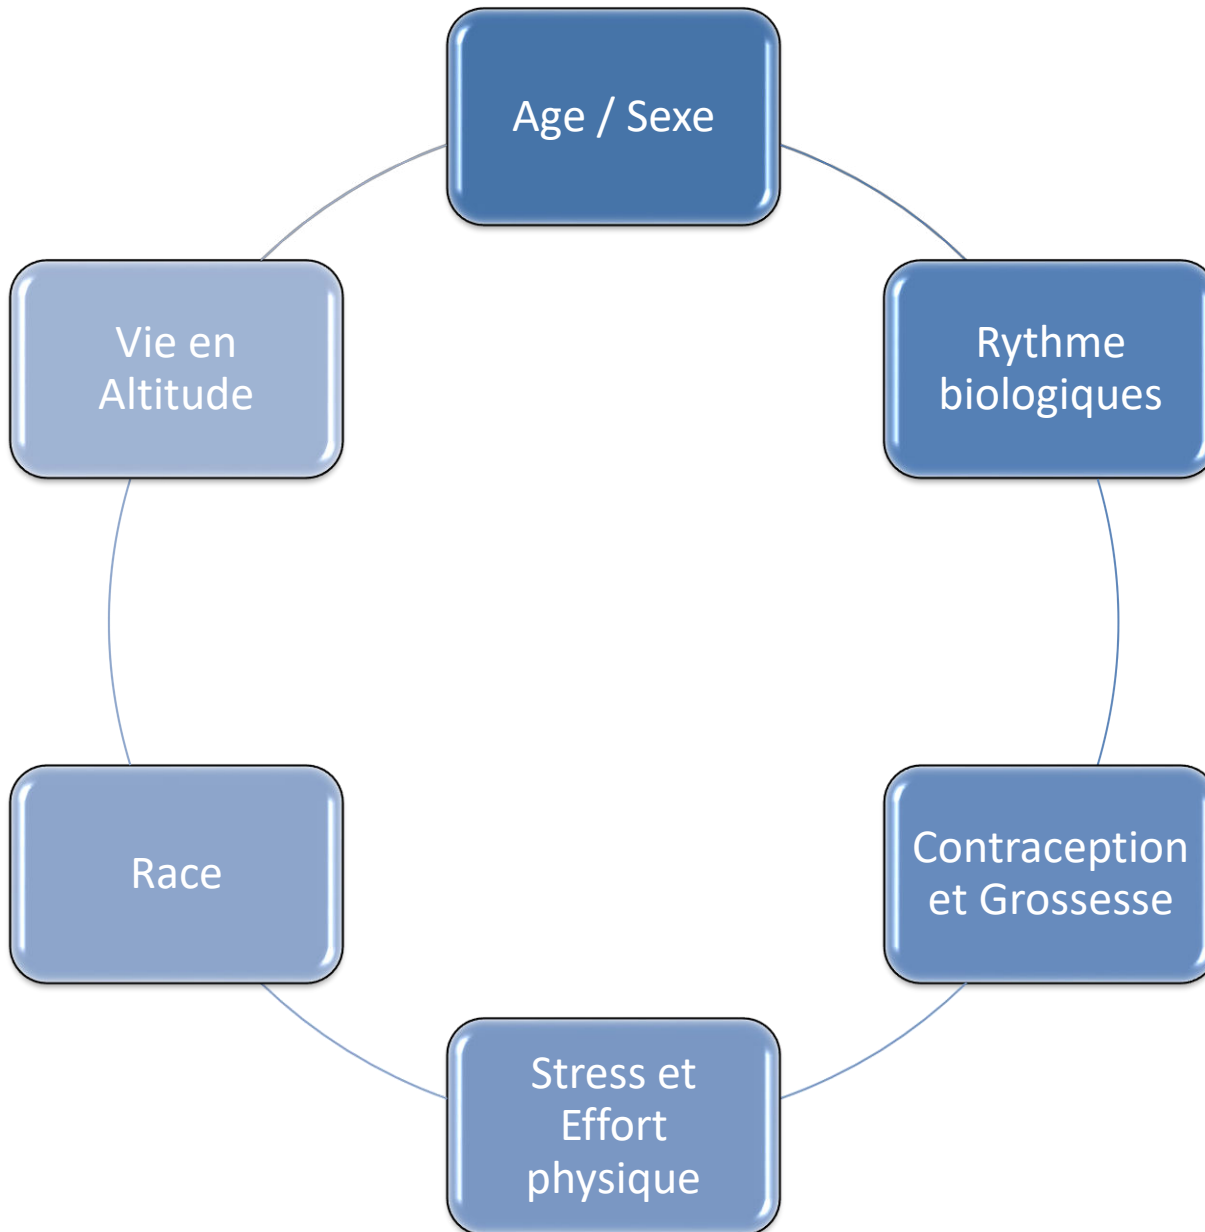 Age / Sexe
Rythme
biologiques
Contraception
et Grossesse
Stress et
Effort
physique
Race
Vie en
Altitude